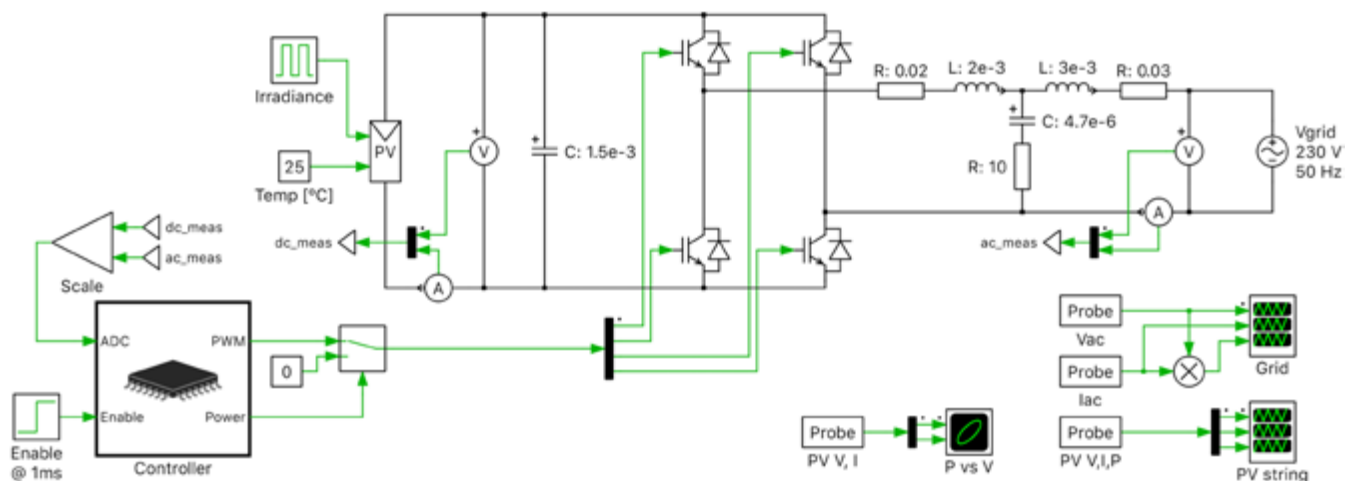 Irradiance
PV
25
Temp [ºC]
V
C: 1.5e-3
R: 0.02
L: 2e-3
L: 3e-3
R: 0.03
C: 4.7e-6
R: 10
V
Vgrid
230 V
50 Hz
A
dc_meas
A
ac_meas
dc_meas
ac_meas
Scale
ADC
PWM
Enable
Power
Controller
Enable
@ 1ms
0
Probe
PV V, I
P vs V
Probe
Vac
Probe
Iac
Grid
Probe
PV V,I,P
PV string